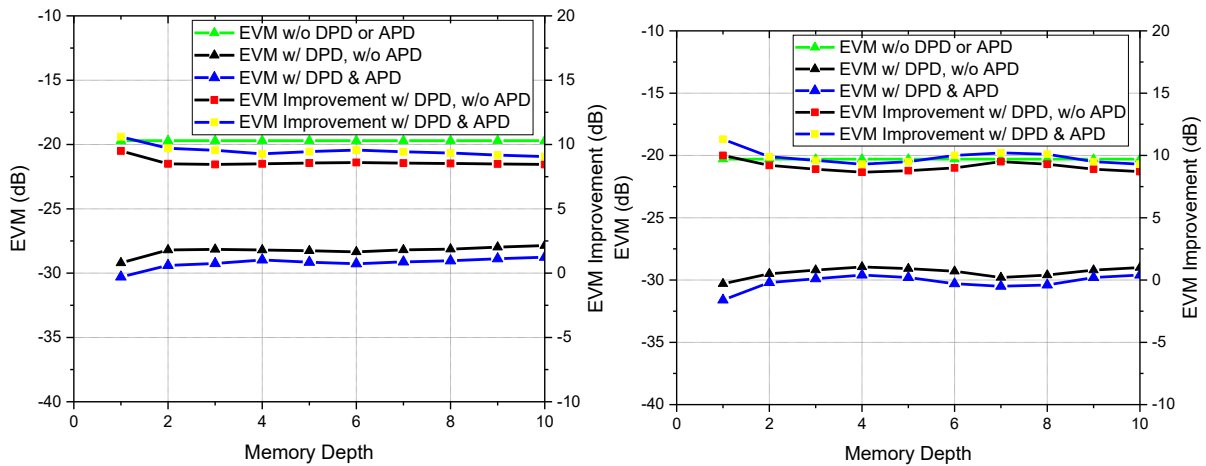 -10
-15
-20
-25
-30
-35
-40
EVM (dB)
EVM w/o DPD or APD
EVM w/ DPD, w/o APD
EVM w/ DPD & APD
EVM Improvement w/ DPD, w/o APD
EVM Improvement w/ DPD & APD
20
15
10
5
0
-5
-10
EVM Improvement (dB)
0 2 4 6 8 10
Memory Depth
-10
-15
-20
-25
-30
-35
-40
EVM (dB)
EVM w/o DPD or APD
EVM w/ DPD, w/o APD
EVM w/ DPD & APD
EVM Improvement w/ DPD, w/o APD
EVM Improvement w/ DPD & APD
20
15
10
5
0
-5
-10
EVM Improvement (dB)
0 2 4 6 8 10
Memory Depth